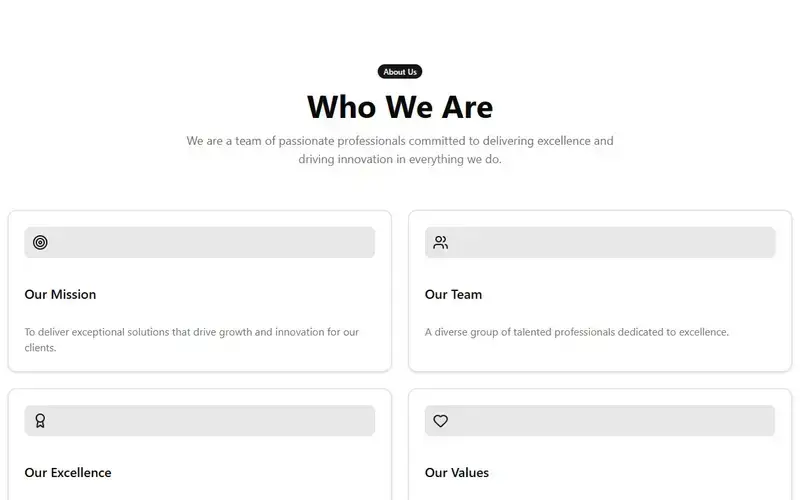 About Us
Who We Are
We are a team of passionate professionals committed to delivering excellence and
driving innovation in everything we do.
Our Mission
To deliver exceptional solutions that drive growth and innovation for our
clients.
Our Team
A diverse group of talented professionals dedicated to excellence.
Our Excellence
Our Values